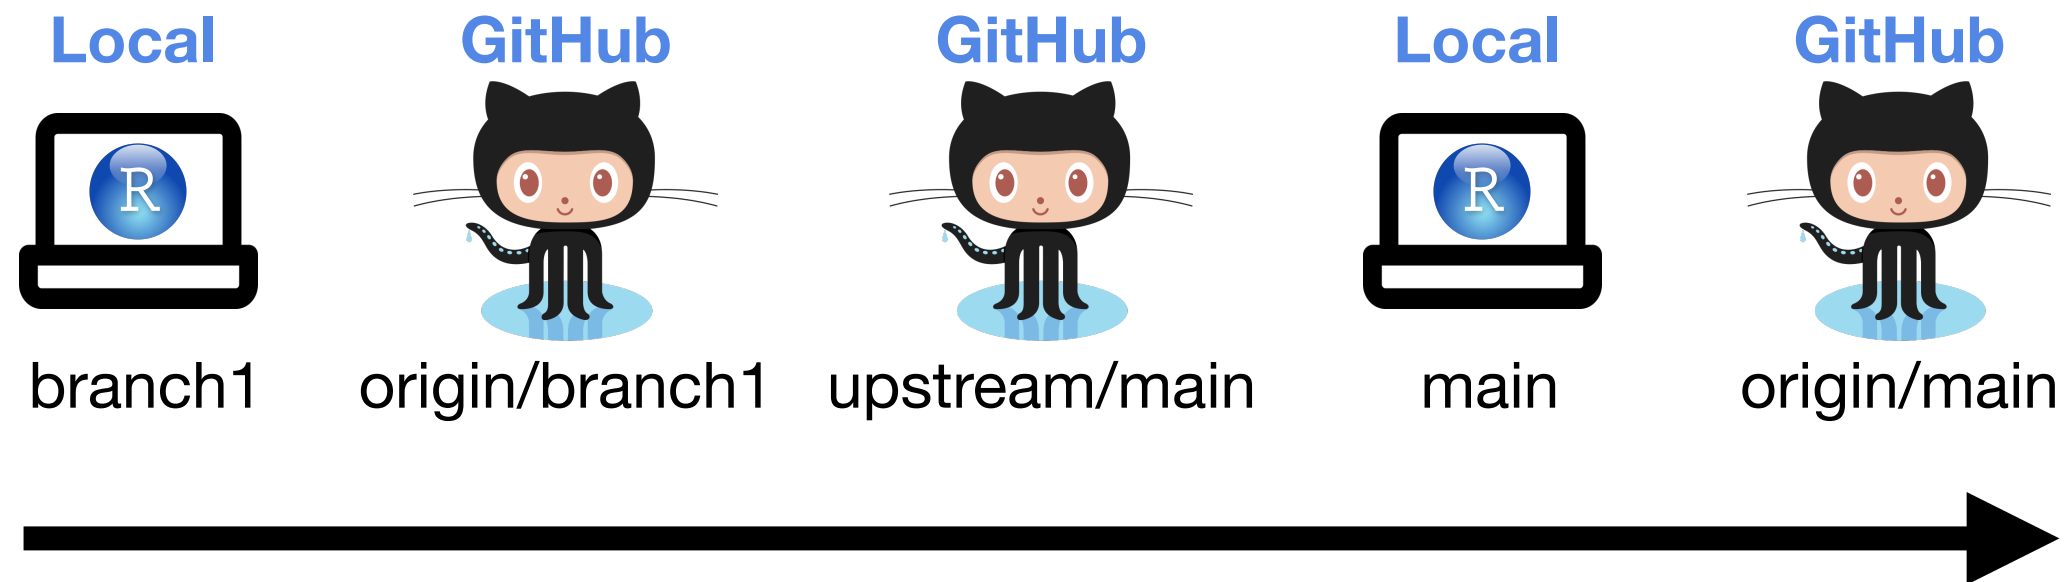 Local GitHub GitHub Local GitHub
R R
branch1 origin/branch1 upstream/main main origin/main